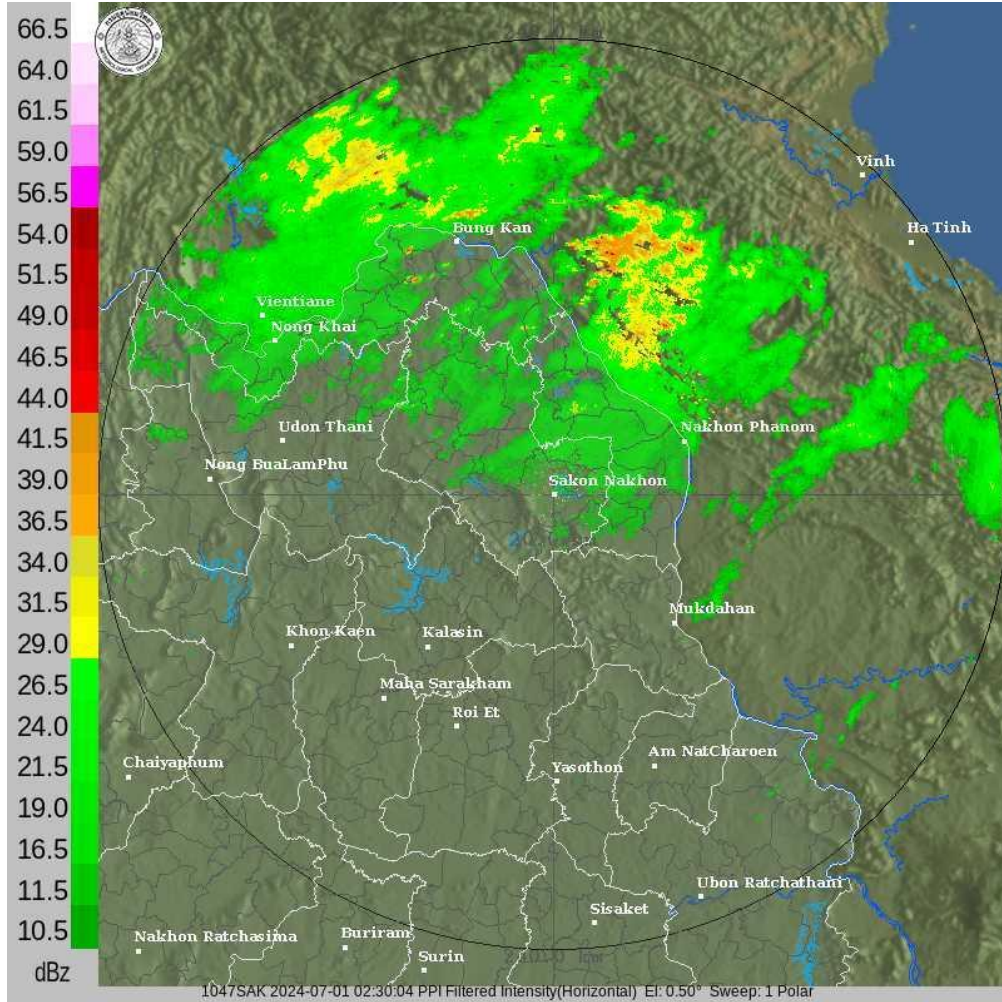 66.5
64.0
61.5
59.0
56.5
54.0
51.5
49.0
46.5
44.0
41.5
39.0
36.5
34.0
31.5
29.0
26.5
24.0
21.5
19.0
16.5
11.5
10.5
dBz
Vinh
Ha Tinh
Bung Kan
Vientiane
Nong Khai
Udon Thani
Nakhon Phanom
Nong BuaLamPhu
Sakon Nakhon
Mukdahan
Khon Kaen
Kalasin
Maha Sarakham
Roi Et
Am NatCharoen
Chaiyaphum
Yasothon
Ubon Ratchathani
Sisaket
Nakhon Ratchasima
Buriram
Surin
1047SAK 2024-07-01 02:30:04 PPI Filtered Intensity(Horizontal) El: 0.50° Sweep: 1 Polar